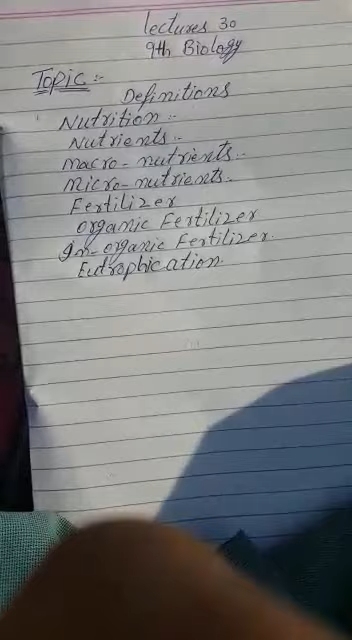 lectures 30
9th Biology
Topic :-
Definitions
Nutrition :-
Nutrients :-
macro-nutrients :-
micro-nutrients.
Fertilizer
organic Fertilizer
In-organic Fertilizer.
Eutrophication.